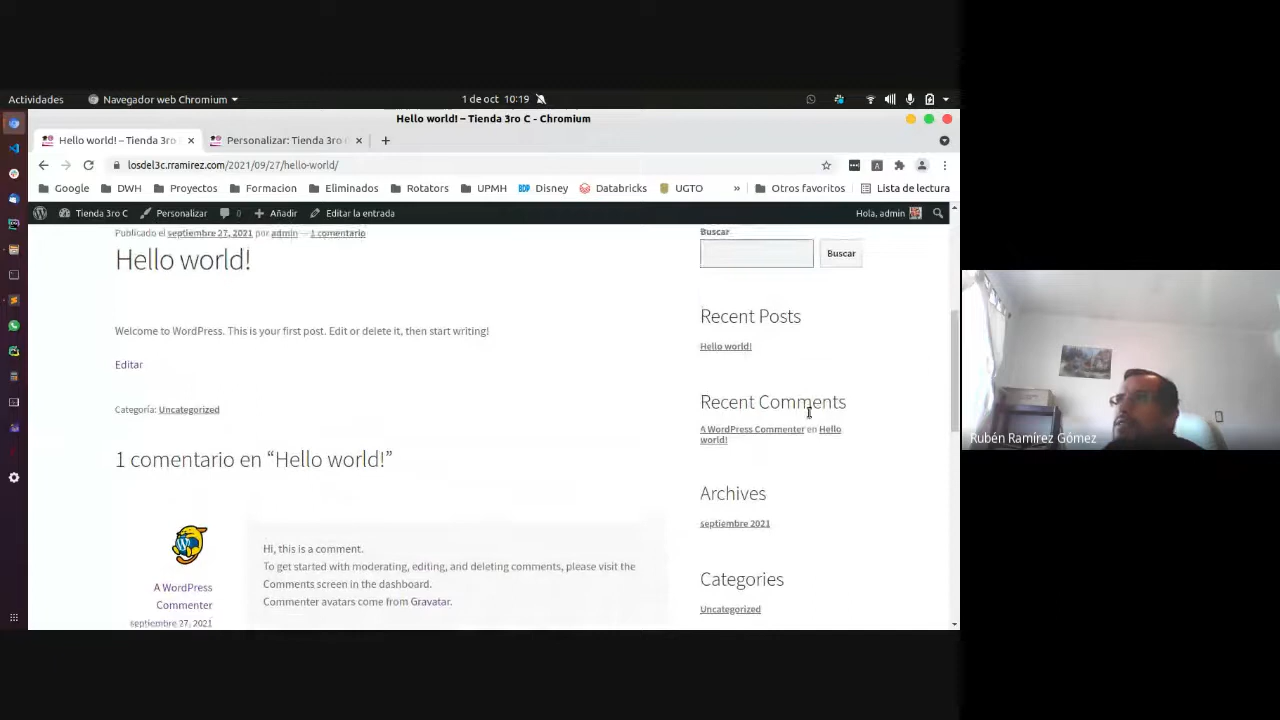 Actividades
Navegador web Chromium
1 de oct 10:19
Hello world! – Tienda 3ro C - Chromium
Hello world! – Tienda 3ro
Personalizar: Tienda 3ro
losdel3c.rramirez.com/2021/09/27/hello-world/
Google
DWH
Proyectos
Formacion
Eliminados
Rotators
UPMH
Disney
Databricks
UGTO
»
Otros favoritos
Lista de lectura
Tienda 3ro C
Personalizar
0
Añadir
Editar la entrada
Hola, admin
Publicado el septiembre 27, 2021 por admin — 1 comentario
Hello world!
Welcome to WordPress. This is your first post. Edit or delete it, then start writing!
Editar
Categoría: Uncategorized
1 comentario en “Hello world!”
A WordPress
Commenter
septiembre 27, 2021
Hi, this is a comment.
To get started with moderating, editing, and deleting comments, please visit the
Comments screen in the dashboard.
Commenter avatars come from Gravatar.
Buscar
Buscar
Recent Posts
Hello world!
Recent Comments
A WordPress Commenter en Hello
world!
Archives
septiembre 2021
Categories
Uncategorized
Rubén Ramírez Gómez